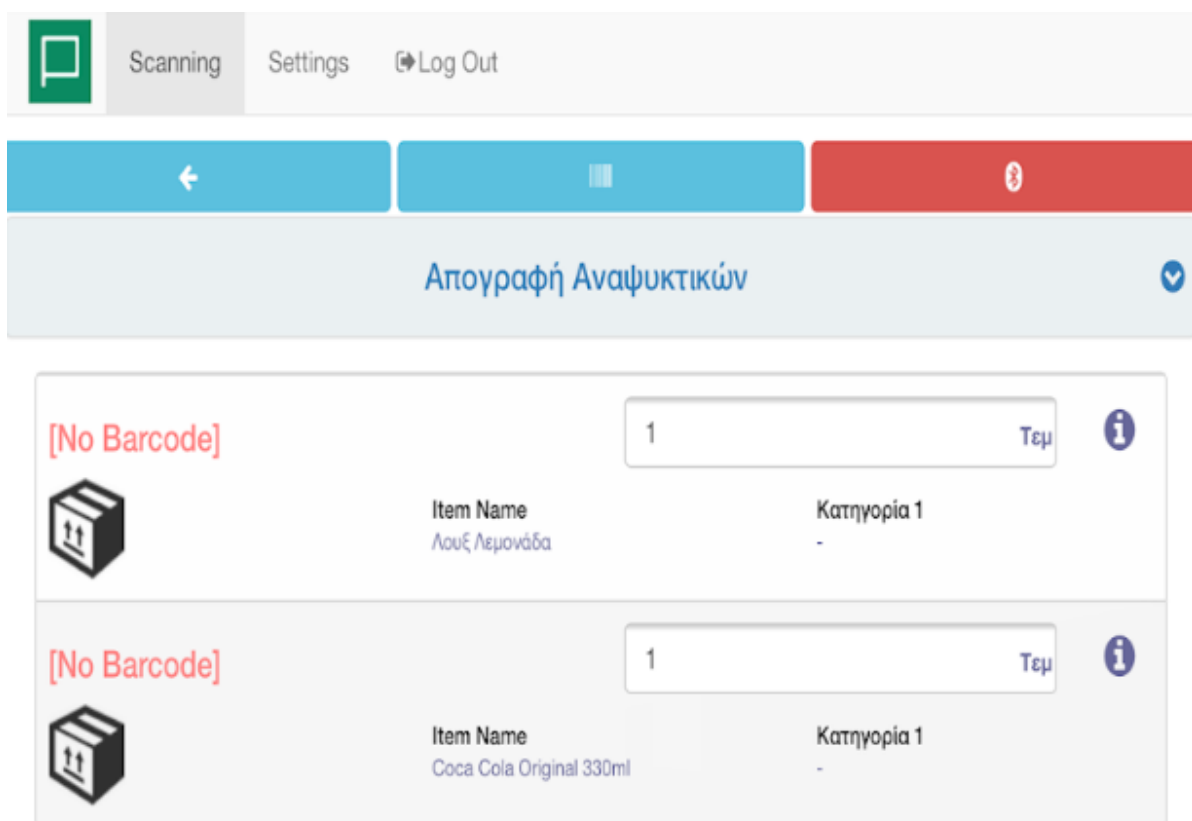 Scanning Settings Log Out
Απογραφή Αναψυκτικών
[No Barcode] 1 Τεμ
Item Name Κατηγορία 1
Λουξ Λεμονάδα -
[No Barcode] 1 Τεμ
Item Name Κατηγορία 1
Coca Cola Original 330ml -